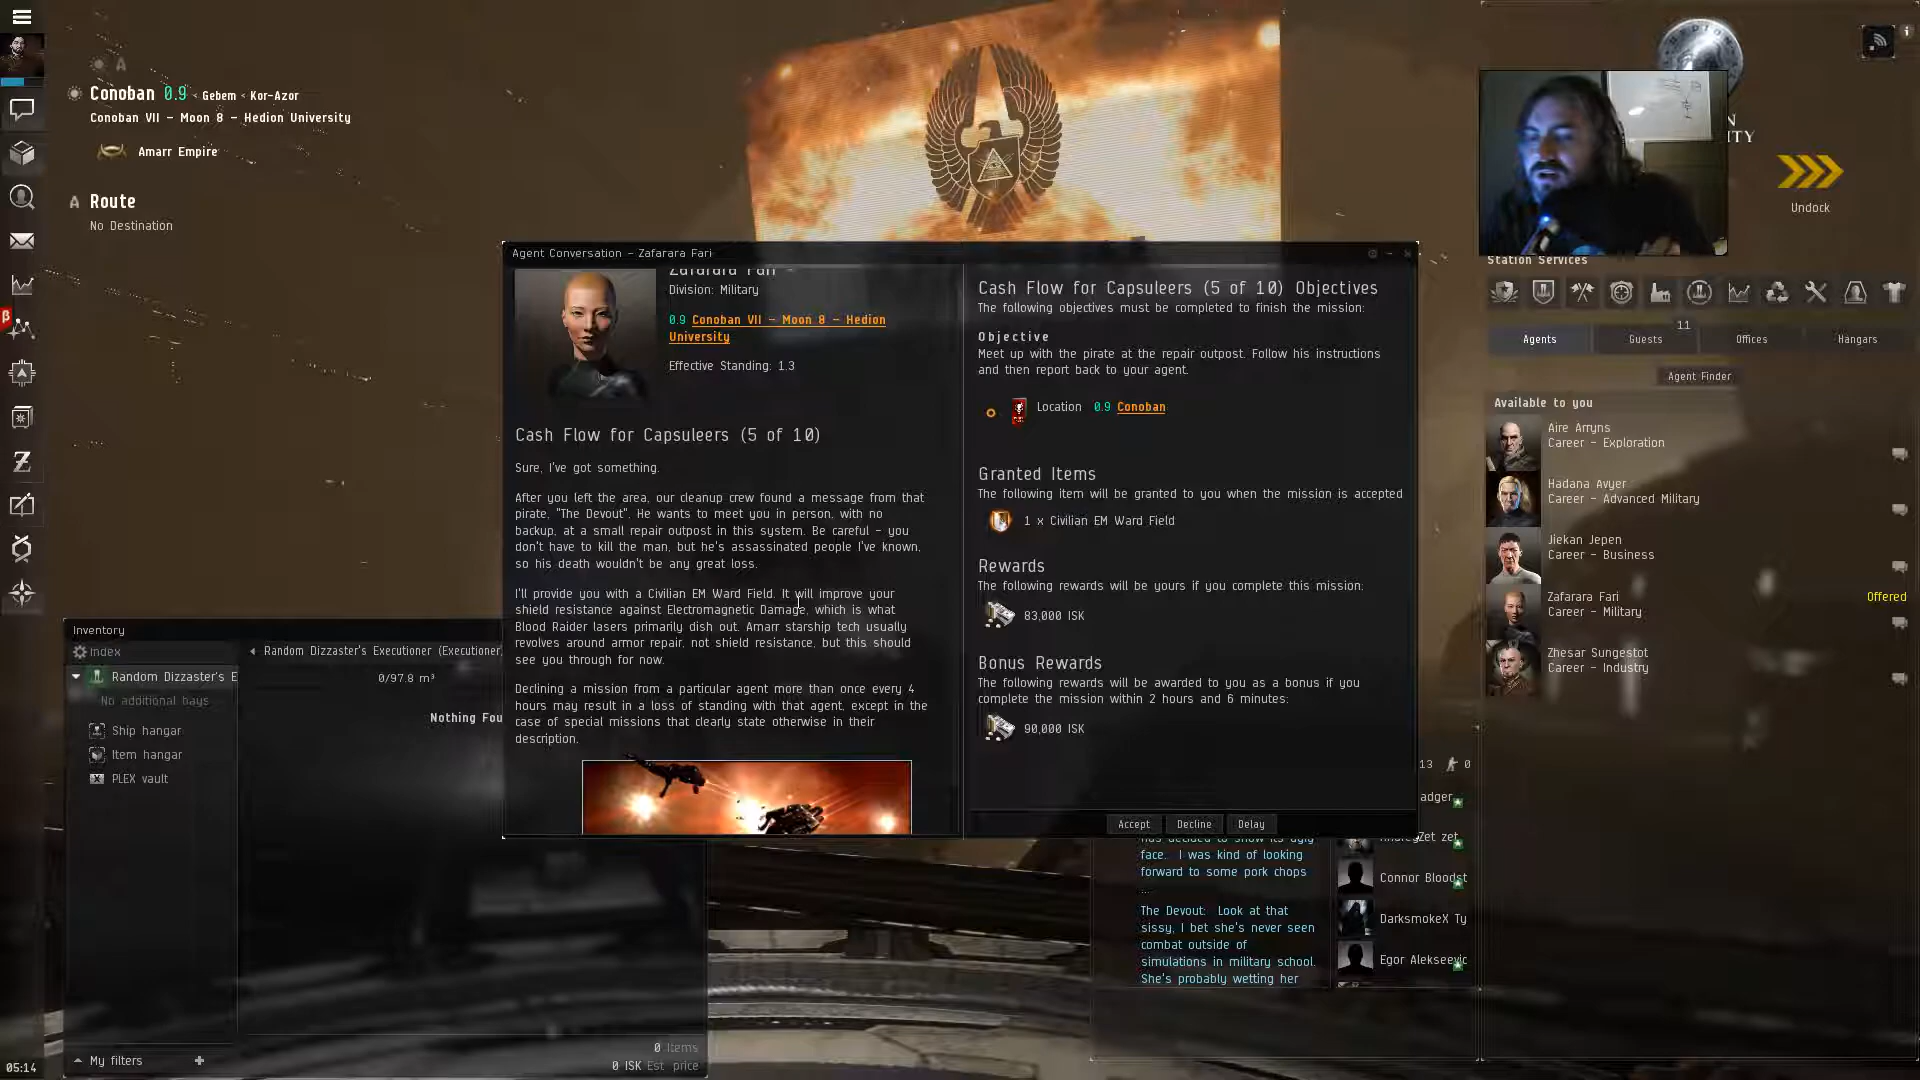 Conoban 0.9 < Gebem < Kor-Azor
Conoban VII - Moon 8 - Hedion University
Amarr Empire
Route
No Destination
Undock
Agent Conversation - Zafarara Fari
Zafarara Fari
Division: Military
0.9 Conoban VII - Moon 8 - Hedion
University
Effective Standing: 1.3
Cash Flow for Capsuleers (5 of 10)
Sure, I've got something.
After you left the area, our cleanup crew found a message from that
pirate, "The Devout". He wants to meet you in person, with no
backup, at a small repair outpost in this system. Be careful - you
don't have to kill the man, but he's assassinated people I've known,
so his death wouldn't be any great loss.
I'll provide you with a Civilian EM Ward Field. It will improve your
shield resistance against Electromagnetic Damage, which is what
Blood Raider lasers primarily dish out. Amarr starship tech usually
revolves around armor repair, not shield resistance, but this should
see you through for now.
Declining a mission from a particular agent more than once every 4
hours may result in a loss of standing with that agent, except in the
case of special missions that clearly state otherwise in their
description.
Cash Flow for Capsuleers (5 of 10) Objectives
The following objectives must be completed to finish the mission:
Objective
Meet up with the pirate at the repair outpost. Follow his instructions
and then report back to your agent.
Location 0.9 Conoban
Granted Items
The following item will be granted to you when the mission is accepted
1 x Civilian EM Ward Field
Rewards
The following rewards will be yours if you complete this mission:
83,000 ISK
Bonus Rewards
The following rewards will be awarded to you as a bonus if you
complete the mission within 2 hours and 6 minutes:
90,000 ISK
Accept
Decline
Delay
Station Services
11
Agents
Guests
Offices
Hangars
Agent Finder
Available to you
Aire Arryns
Career - Exploration
Hadana Avyer
Career - Advanced Military
Jiekan Jepen
Career - Business
Zafarara Fari
Career - Military
Offered
Zhesar Sungestot
Career - Industry
Inventory
Index
Random Dizzaster's E
No additional bays
Ship hangar
Item hangar
PLEX vault
Random Dizzaster's Executioner (Executioner,
0/97.8 m³
Nothing Fou
My filters
0 Items
0 ISK Est. price
05:14
has decided to show its ugly
face. I was kind of looking
forward to some pork chops
...
The Devout: Look at that
sissy, I bet she's never seen
combat outside of
simulations in military school.
She's probably wetting her
13
0
adger
Zet zet
Connor Bloodst
DarksmokeX Ty
Egor Alekseevic